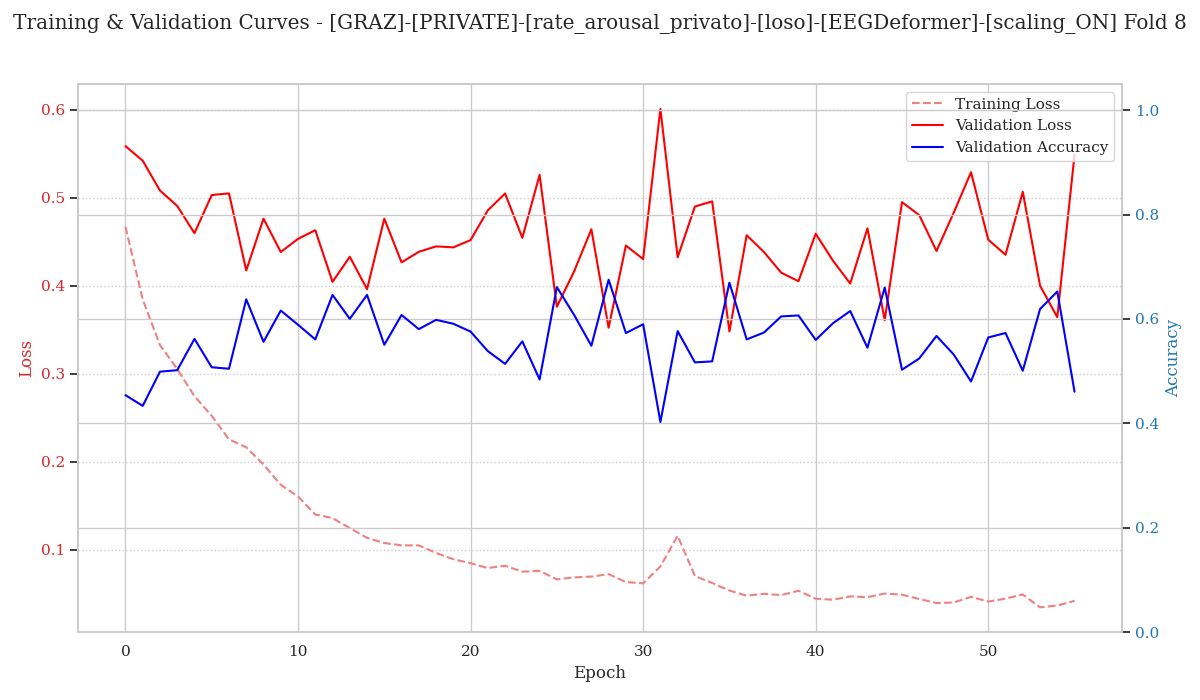 Training & Validation Curves - [GRAZ]-[PRIVATE]-[rate_arousal_privato]-[loso]-[EEGDeformer]-[scaling_ON] Fold 8
Training Loss
Validation Loss
Validation Accuracy
Loss
0.6
0.5
0.4
0.3
0.2
0.1
1.0
0.8
0.6
0.4
0.2
0.0
Accuracy
0 10 20 30 40 50
Epoch